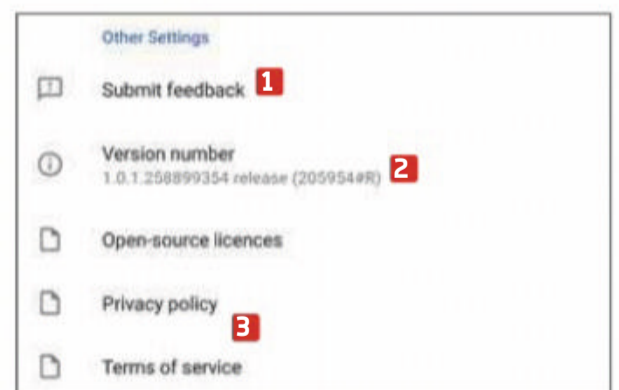 Other Settings
Submit feedback 1
Version number
1.0.1.258899354 release (205954#R) 2
Open-source licences
Privacy policy
3
Terms of service